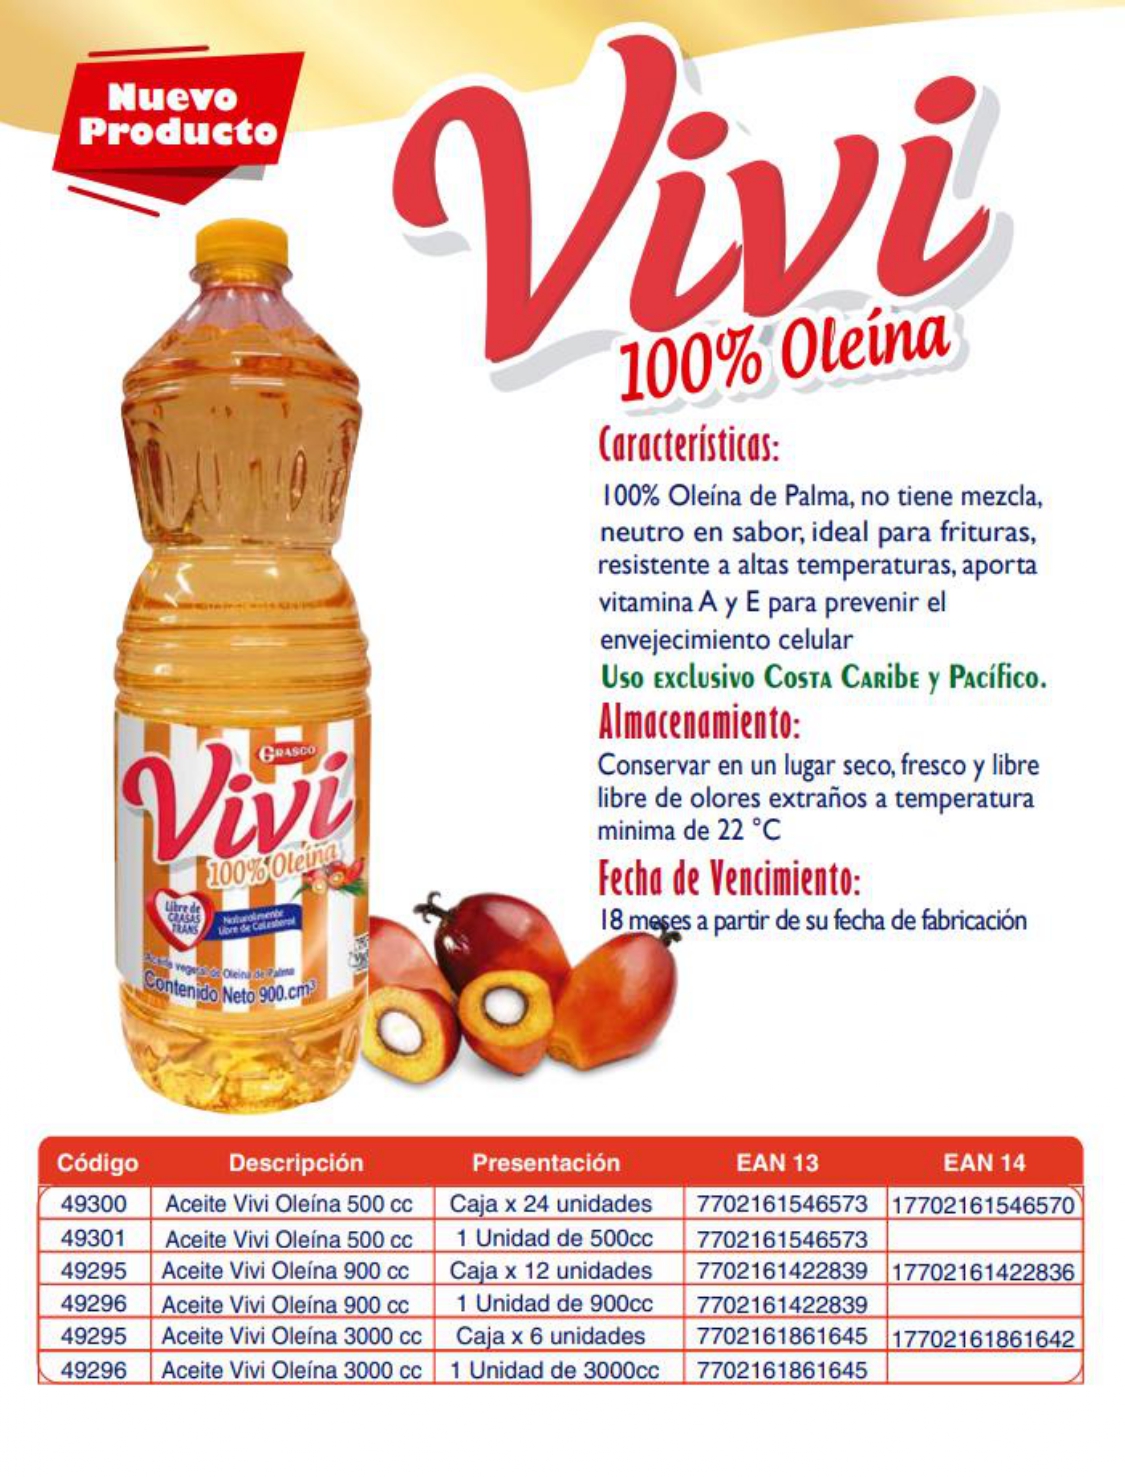 Nuevo
Producto
Vivi
100% Oleína
Características:
100% Oleína de Palma, no tiene mezcla,
neutro en sabor, ideal para frituras,
resistente a altas temperaturas, aporta
vitamina A y E para prevenir el
envejecimiento celular
Uso exclusivo Costa Caribe y Pacífico.
Almacenamiento:
Conservar en un lugar seco, fresco y libre
libre de olores extraños a temperatura
minima de 22 °C
Fecha de Vencimiento:
18 meses a partir de su fecha de fabricación
GRASCO
Vivi
100% Oleína
Libre de
GRASAS
TRANS
Naturalmente
Libre de Colesterol
Aceite vegetal de Oleina de Palma
Contenido Neto 900.cm³
Código Descripción Presentación EAN 13 EAN 14
49300 Aceite Vivi Oleína 500 cc Caja x 24 unidades 7702161546573 17702161546570
49301 Aceite Vivi Oleína 500 cc 1 Unidad de 500cc 7702161546573
49295 Aceite Vivi Oleína 900 cc Caja x 12 unidades 7702161422839 17702161422836
49296 Aceite Vivi Oleína 900 cc 1 Unidad de 900cc 7702161422839
49295 Aceite Vivi Oleína 3000 cc Caja x 6 unidades 7702161861645 17702161861642
49296 Aceite Vivi Oleína 3000 cc 1 Unidad de 3000cc 7702161861645